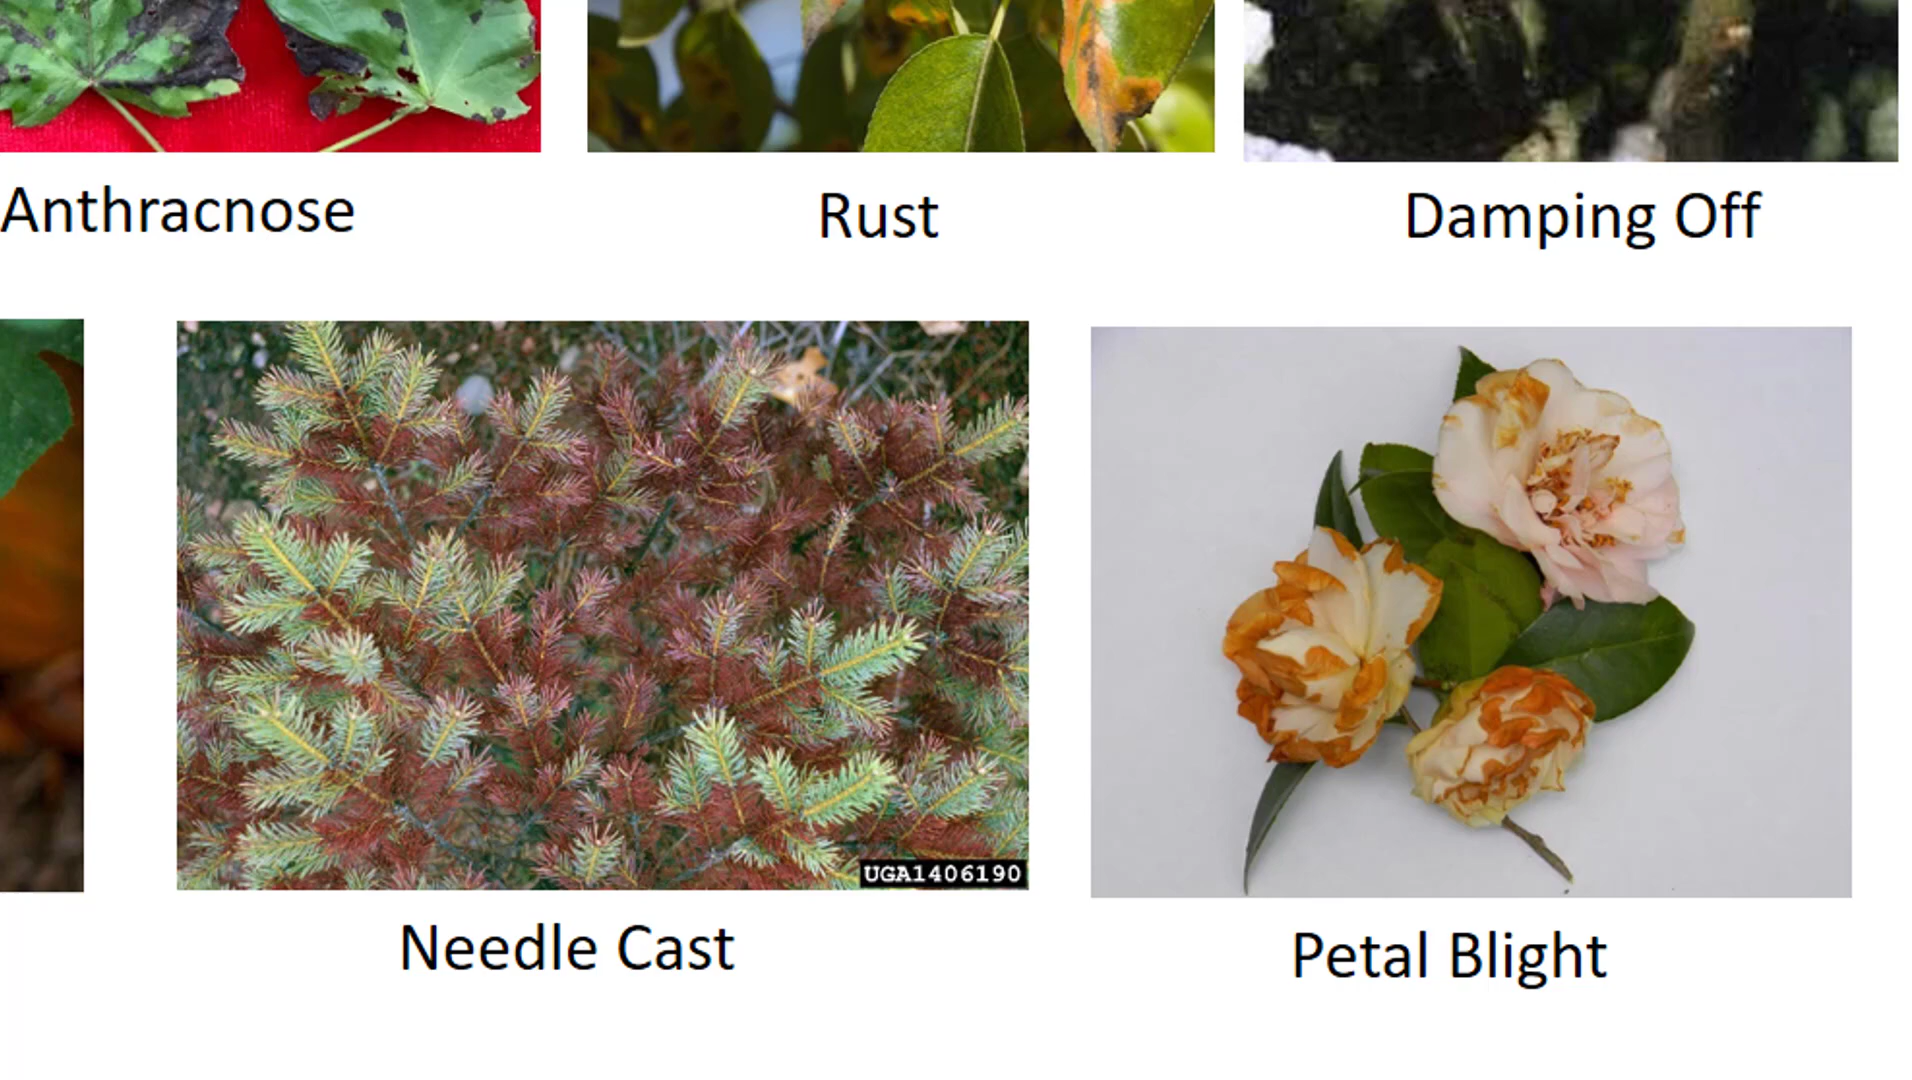 Anthracnose
Rust
Damping Off
UGA1406190
Needle Cast
Petal Blight